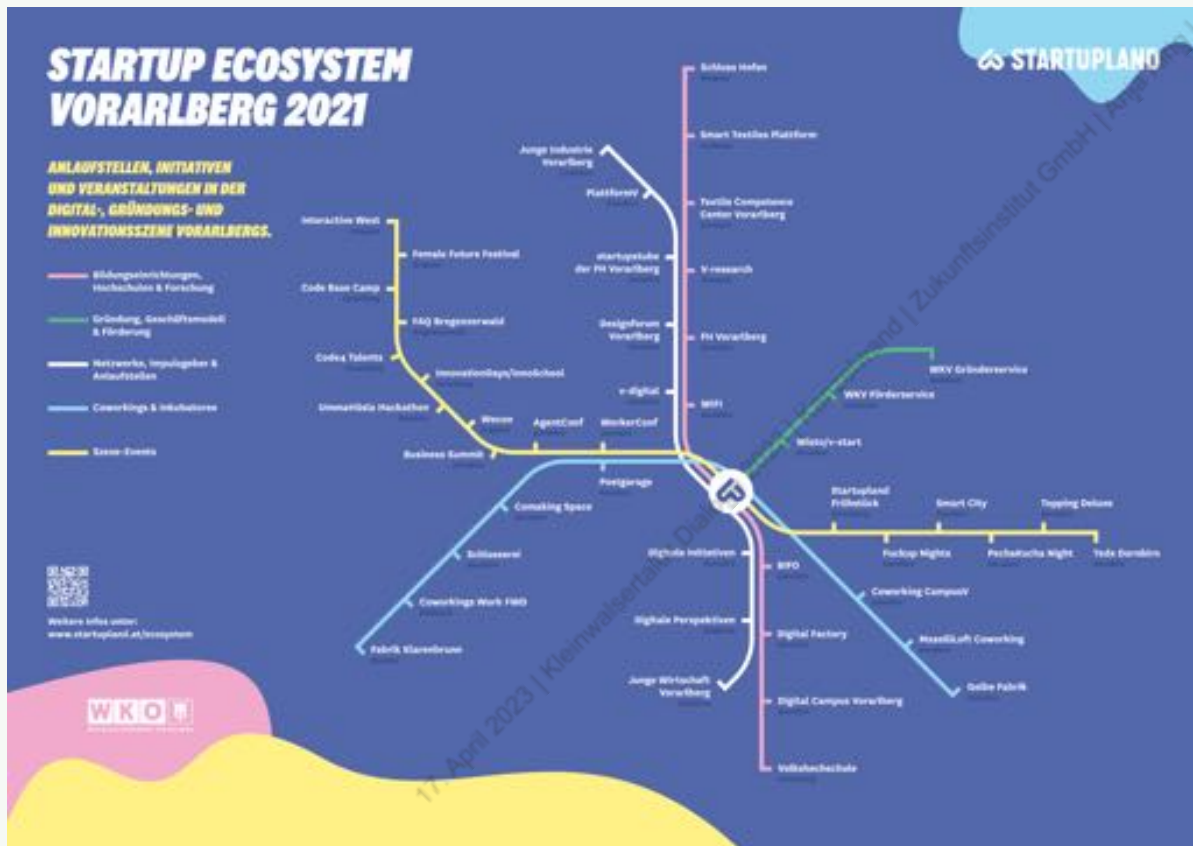 STARTUP ECOSYSTEM
VORARLBERG 2021
STARTUPLAND
ANLAUFSTELLEN, INITIATIVEN
UND VERANSTALTUNGEN IN DER
DIGITAL-, GRÜNDUNGS- UND
INNOVATIONSSZENE VORARLBERGS.
Bildungseinrichtungen,
Hochschulen & Forschung
Gründung, Geschäftsmodell
& Förderung
Netzwerke, Impulsgeber &
Anlaufstellen
Coworkings & Inkubatoren
Szene-Events
Interactive West
Female Future Festival
Code Base Camp
FAQ Bregenzerwald
Code4 Talents
InnovationDays/InnoSchool
UmmaHüsla Hackathon
Wexxe
Business Summit
AgentConf
WorkerConf
Junge Industrie
Vorarlberg
PlattformV
startupstube
der FH Vorarlberg
Designforum
Vorarlberg
v-digital
Schloss Hofen
Smart Textiles Plattform
Textile Competence
Center Vorarlberg
V-research
FH Vorarlberg
WIFI
WKV Gründerservice
WKV Förderservice
Wisto/v-start
Postgarage
Comaking Space
Schlosserei
Coworkings Work FWD
Fabrik Klarenbrunn
Startupland
Frühstück
Smart City
Topping Deluxe
Fuckup Nights
PechaKucha Night
Tedx Dornbirn
Digitale Initiativen
Digitale Perspektiven
Junge Wirtschaft
Vorarlberg
BIFO
Digital Factory
Digital Campus Vorarlberg
Volkshochschule
Coworking CampusV
Coworking
Gelbe Fabrik
Weitere Infos unter:
www.startupland.at/ecosystem
WKO
17. April 2023 | Kleinwalsertaler | Zukunftsinstitut GmbH |